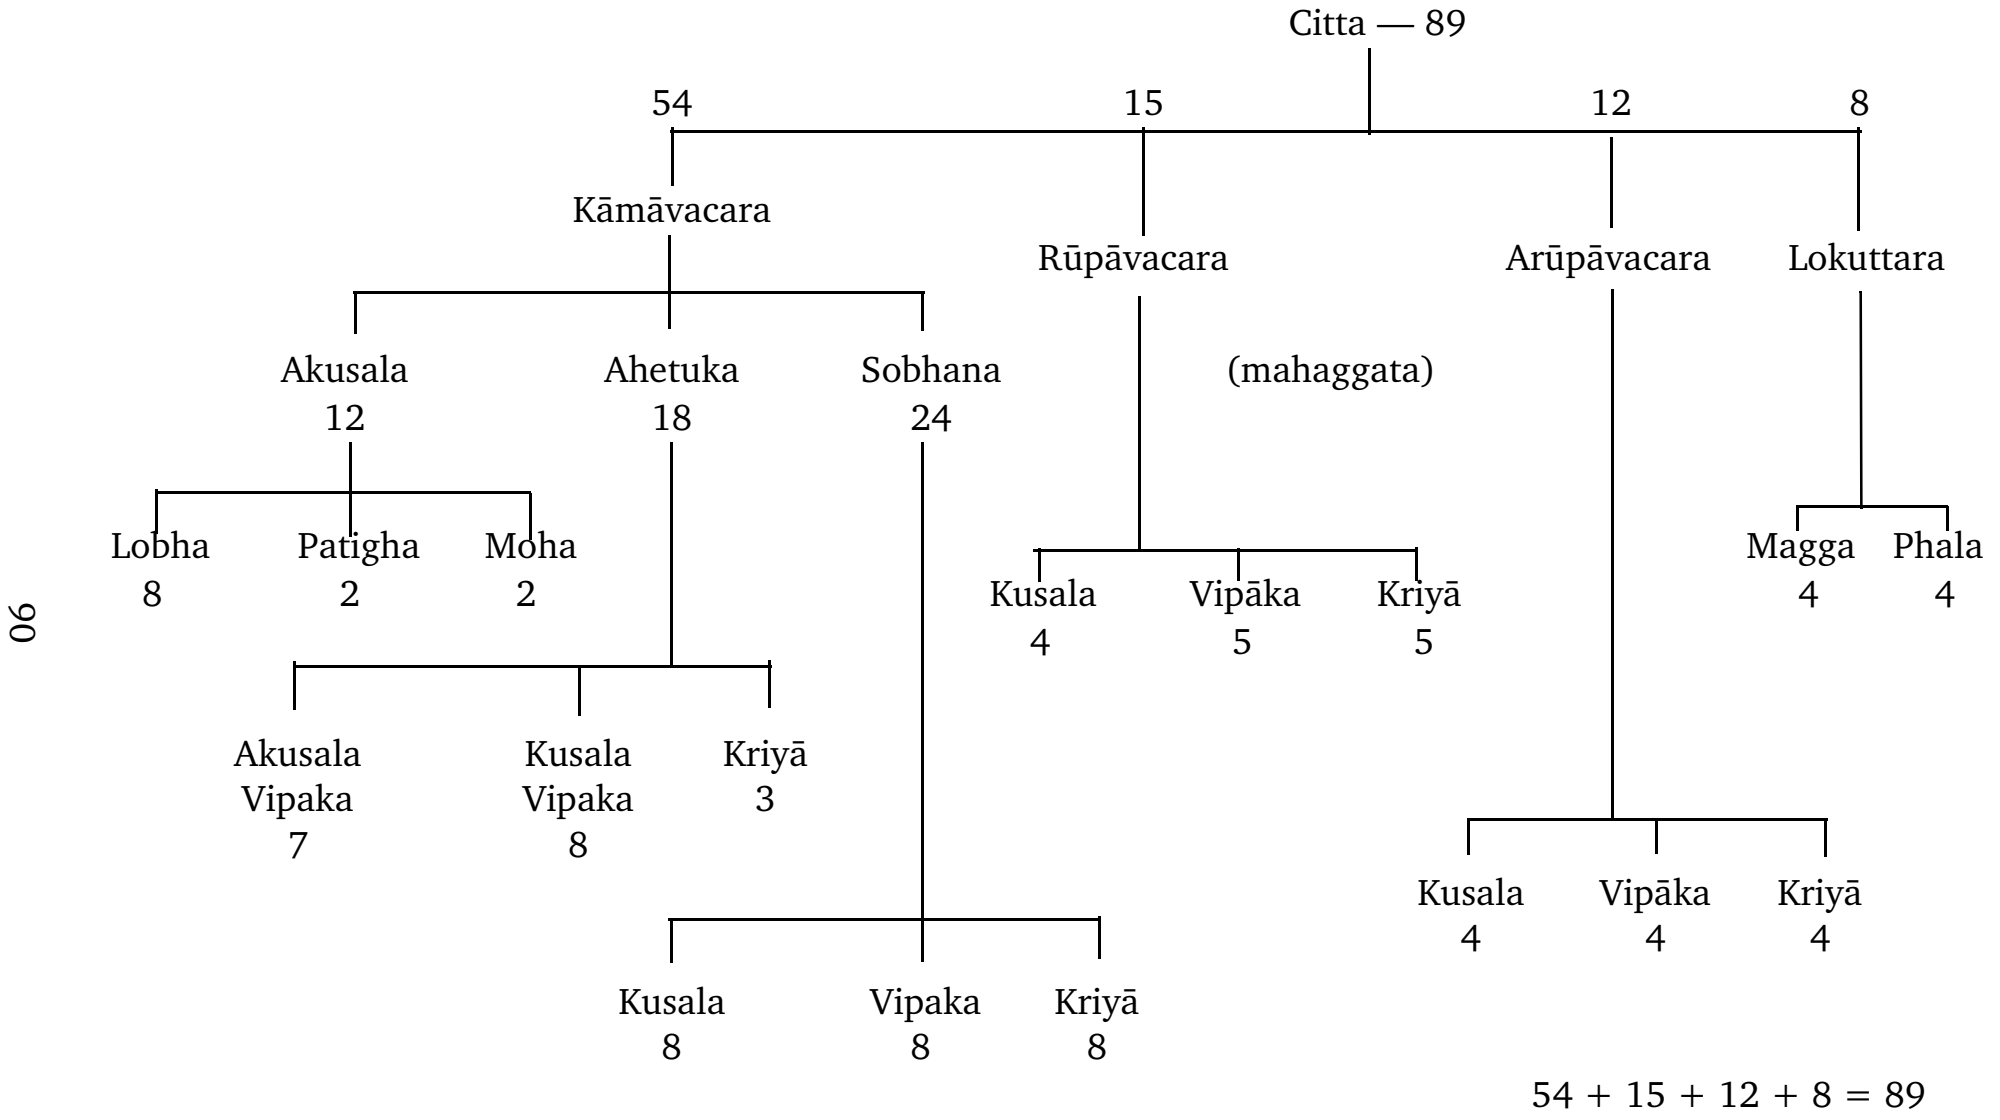 Citta — 89
54 15 12 8
Kāmāvacara
Rūpāvacara Arūpāvacara Lokuttara
Akusala Ahetuka Sobhana (mahaggata)
12 18 24
Lobha Patigha Moha Magga Phala
8 2 2 4 4
Kusala Vipāka Kriyā
4 5 5
90
Akusala Kusala Kriyā
Vipaka Vipaka 3
7 8
Kusala Vipāka Kriyā
4 4 4
Kusala Vipaka Kriyā
8 8 8
54 + 15 + 12 + 8 = 89